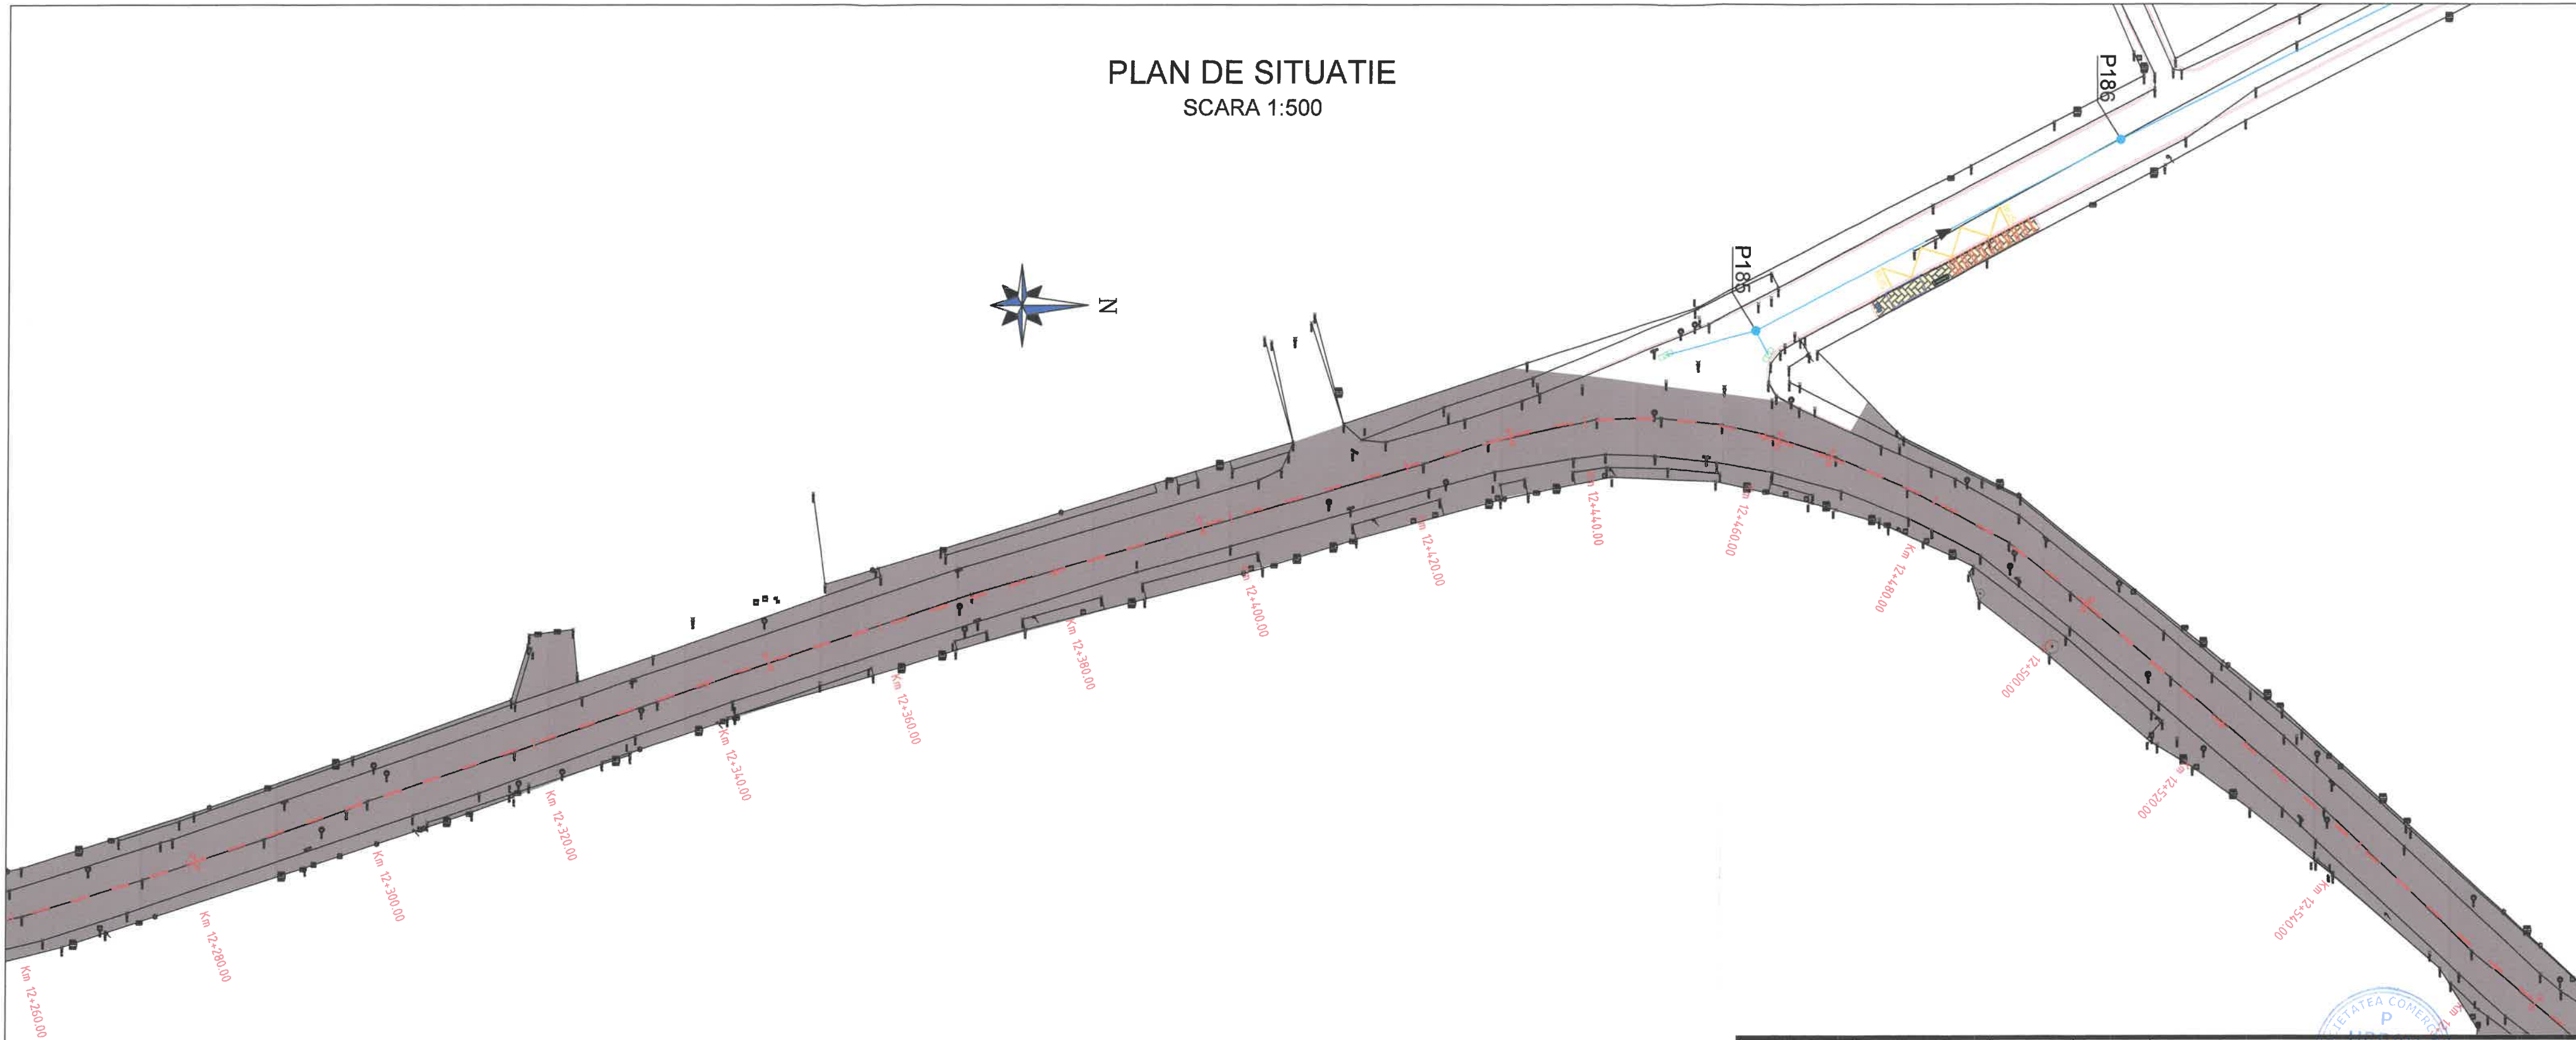 PLAN DE SITUATIE
SCARA 1:500
P186
P185
N
Km 12+260.00
Km 12+280.00
Km 12+300.00
Km 12+320.00
Km 12+340.00
Km 12+360.00
Km 12+380.00
Km 12+400.00
Km 12+420.00
Km 12+440.00
Km 12+460.00
Km 12+480.00
12+500.00
Km 12+520.00
Km 12+540.00
Km
P